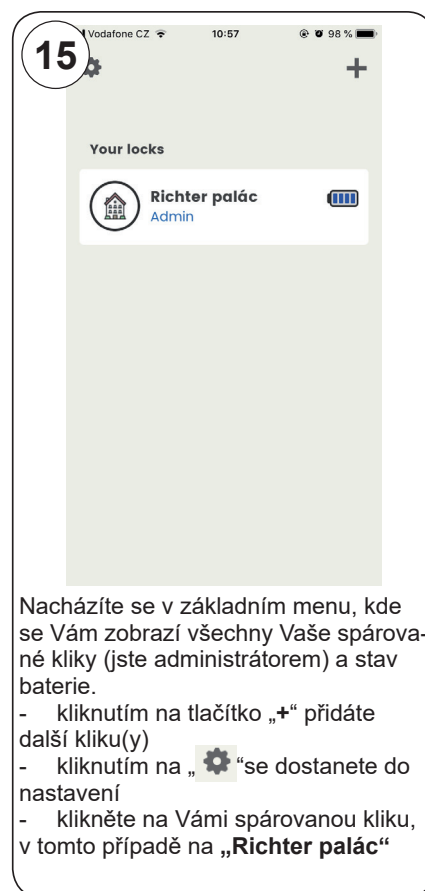 15
Vodafone CZ 10:57 98 %
+
Your locks
Richter palác
Admin
Nacházíte se v základním menu, kde
se Vám zobrazí všechny Vaše spárova-
né kliky (jste administrátorem) a stav
baterie.
- kliknutím na tlačítko „+“ přidáte
další kliku(y)
- kliknutím na „ “se dostanete do
nastavení
- klikněte na Vámi spárovanou kliku,
v tomto případě na „Richter palác“